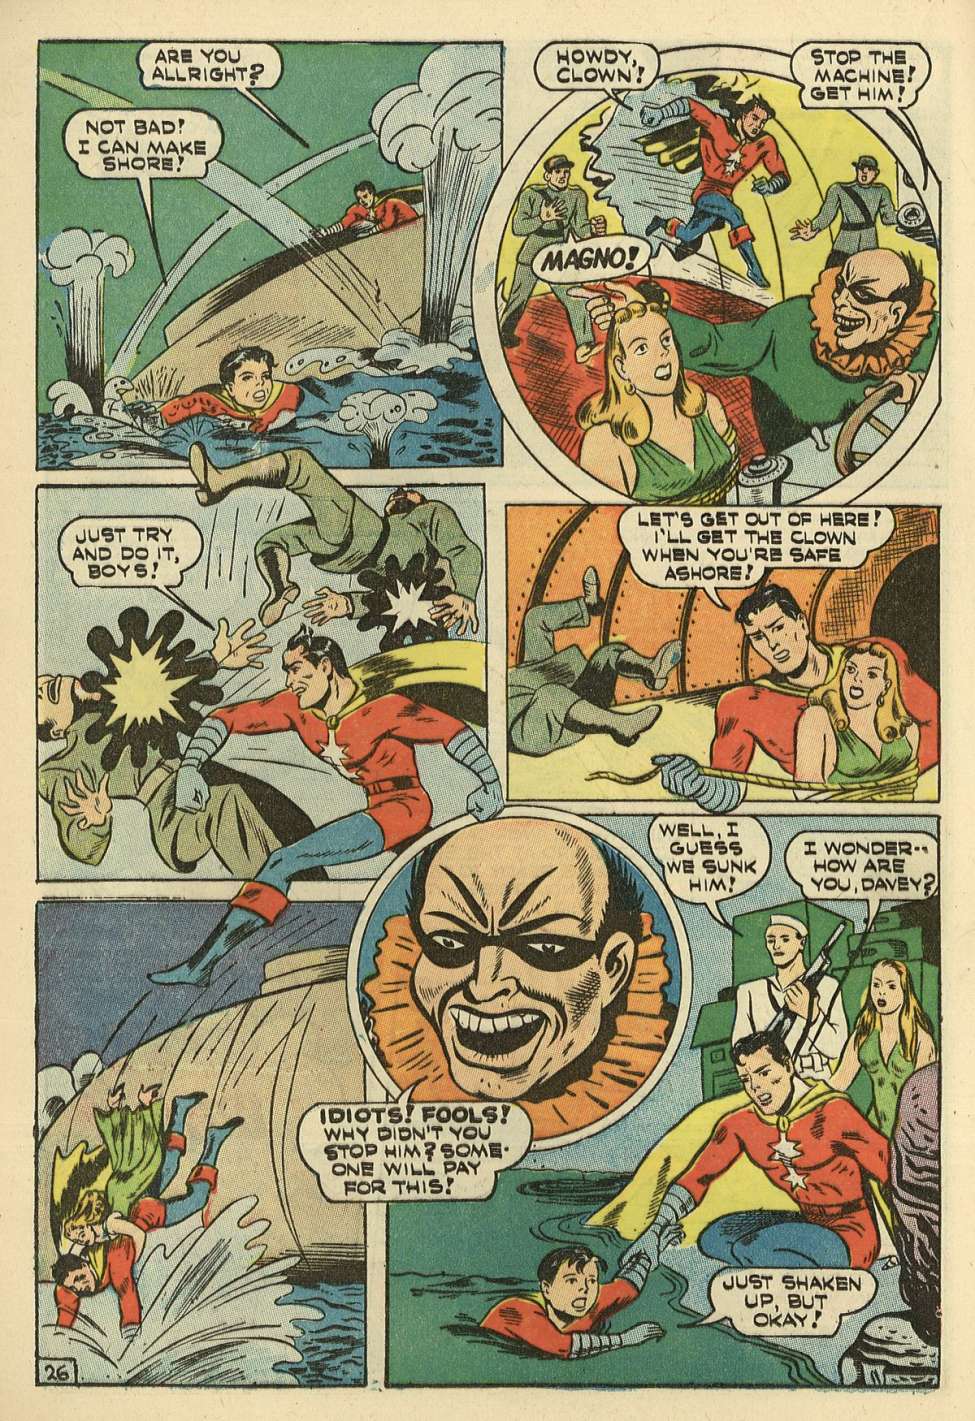 ARE YOU
ALLRIGHT?
NOT BAD!
I CAN MAKE
SHORE!
HOWDY,
CLOWN!
STOP THE
MACHINE!
GET HIM!
MAGNO!
JUST TRY
AND DO IT,
BOYS!
LET'S GET OUT OF HERE!
I'LL GET THE CLOWN
WHEN YOU'RE SAFE
ASHORE!
IDIOTS! FOOLS!
WHY DIDN'T YOU
STOP HIM? SOME-
ONE WILL PAY
FOR THIS!
WELL, I
GUESS
WE SUNK
HIM!
I WONDER--
HOW ARE
YOU, DAVEY?
JUST SHAKEN
UP, BUT
OKAY!
26